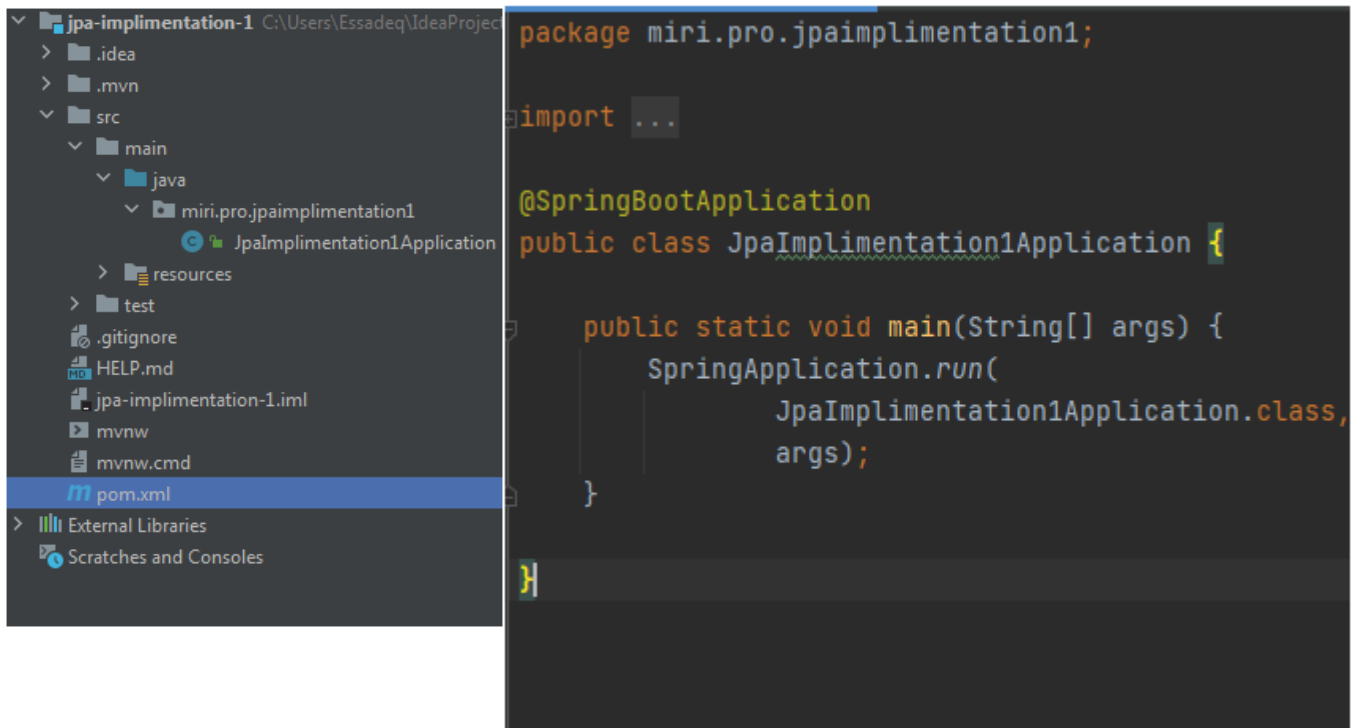 jpa-implimentation-1 C:\Users\Essadeq\IdeaProject
.idea
.mvn
src
main
java
miri.pro.jpaimplimentation1
JpaImplimentation1Application
resources
test
.gitignore
HELP.md
jpa-implimentation-1.iml
mvnw
mvnw.cmd
pom.xml
External Libraries
Scratches and Consoles
package miri.pro.jpaimplimentation1;
import ...
@SpringBootApplication
public class JpaImplimentation1Application {
public static void main(String[] args) {
SpringApplication.run(
JpaImplimentation1Application.class,
args);
}
}